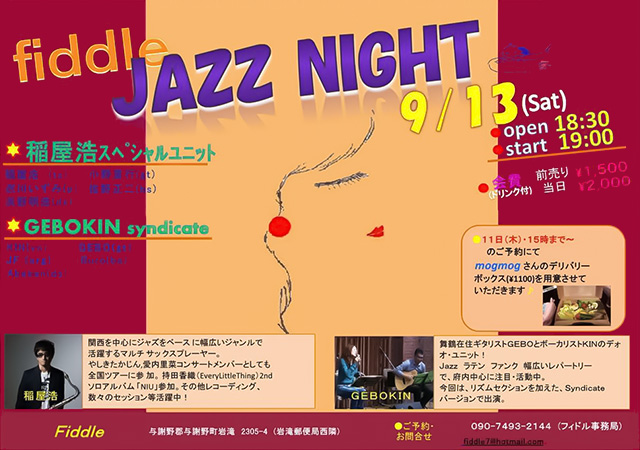 fiddle
JAZZ NIGHT
9/13(Sat)
open 18:30
start 19:00
稲屋浩スペシャルユニット
会費 前売り ¥1,500
(ドリンク付) 当日 ¥2,000
GEBOKIN syndicate
●11日(木)・15時まで～
のご予約にて
mogmog さんのデリバリー
ボックス(¥1100)を用意させて
いただきます
関西を中心にジャズをベースに幅広いジャンルで
活躍するマルチ サックスプレーヤー。
やしきたかじん,愛内里菜コンサートメンバーとしても
全国ツアーに参加。持田香織(EveryLittleThing)2nd
ソロアルバム「NIU」参加。その他レコーディング、
数々のセッション等活躍中！
稲屋浩
舞鶴在住ギタリストGEBOとボーカリストKINのデュ
オ・ユニット！
Jazz ラテン ファンク 幅広いレパートリー
で、府内中心に注目・活動中。
今回は、リズムセクションを加えた、Syndicate
バージョンで出演。
GEBOKIN
Fiddle 与謝野郡与謝野町岩滝 2305-4 (岩滝郵便局西隣)
●ご予約・
お問合せ
090-7493-2144 (フィドル事務局)
fiddle7@hotmail.com